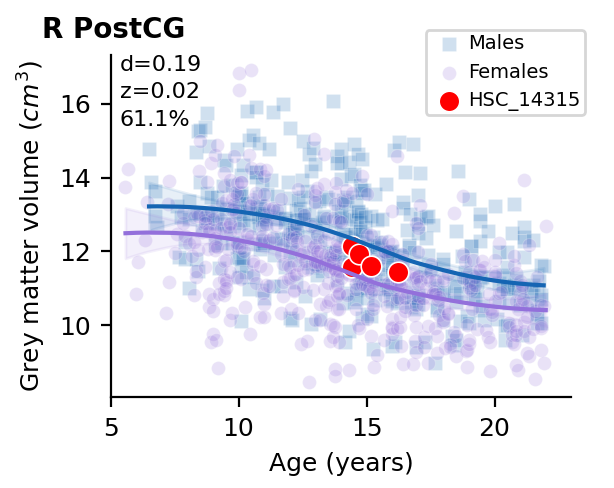 R PostCG
d=0.19
z=0.02
61.1%
Males
Females
HSC_14315
Grey matter volume (cm³)
16
14
12
10
5
10
15
20
Age (years)